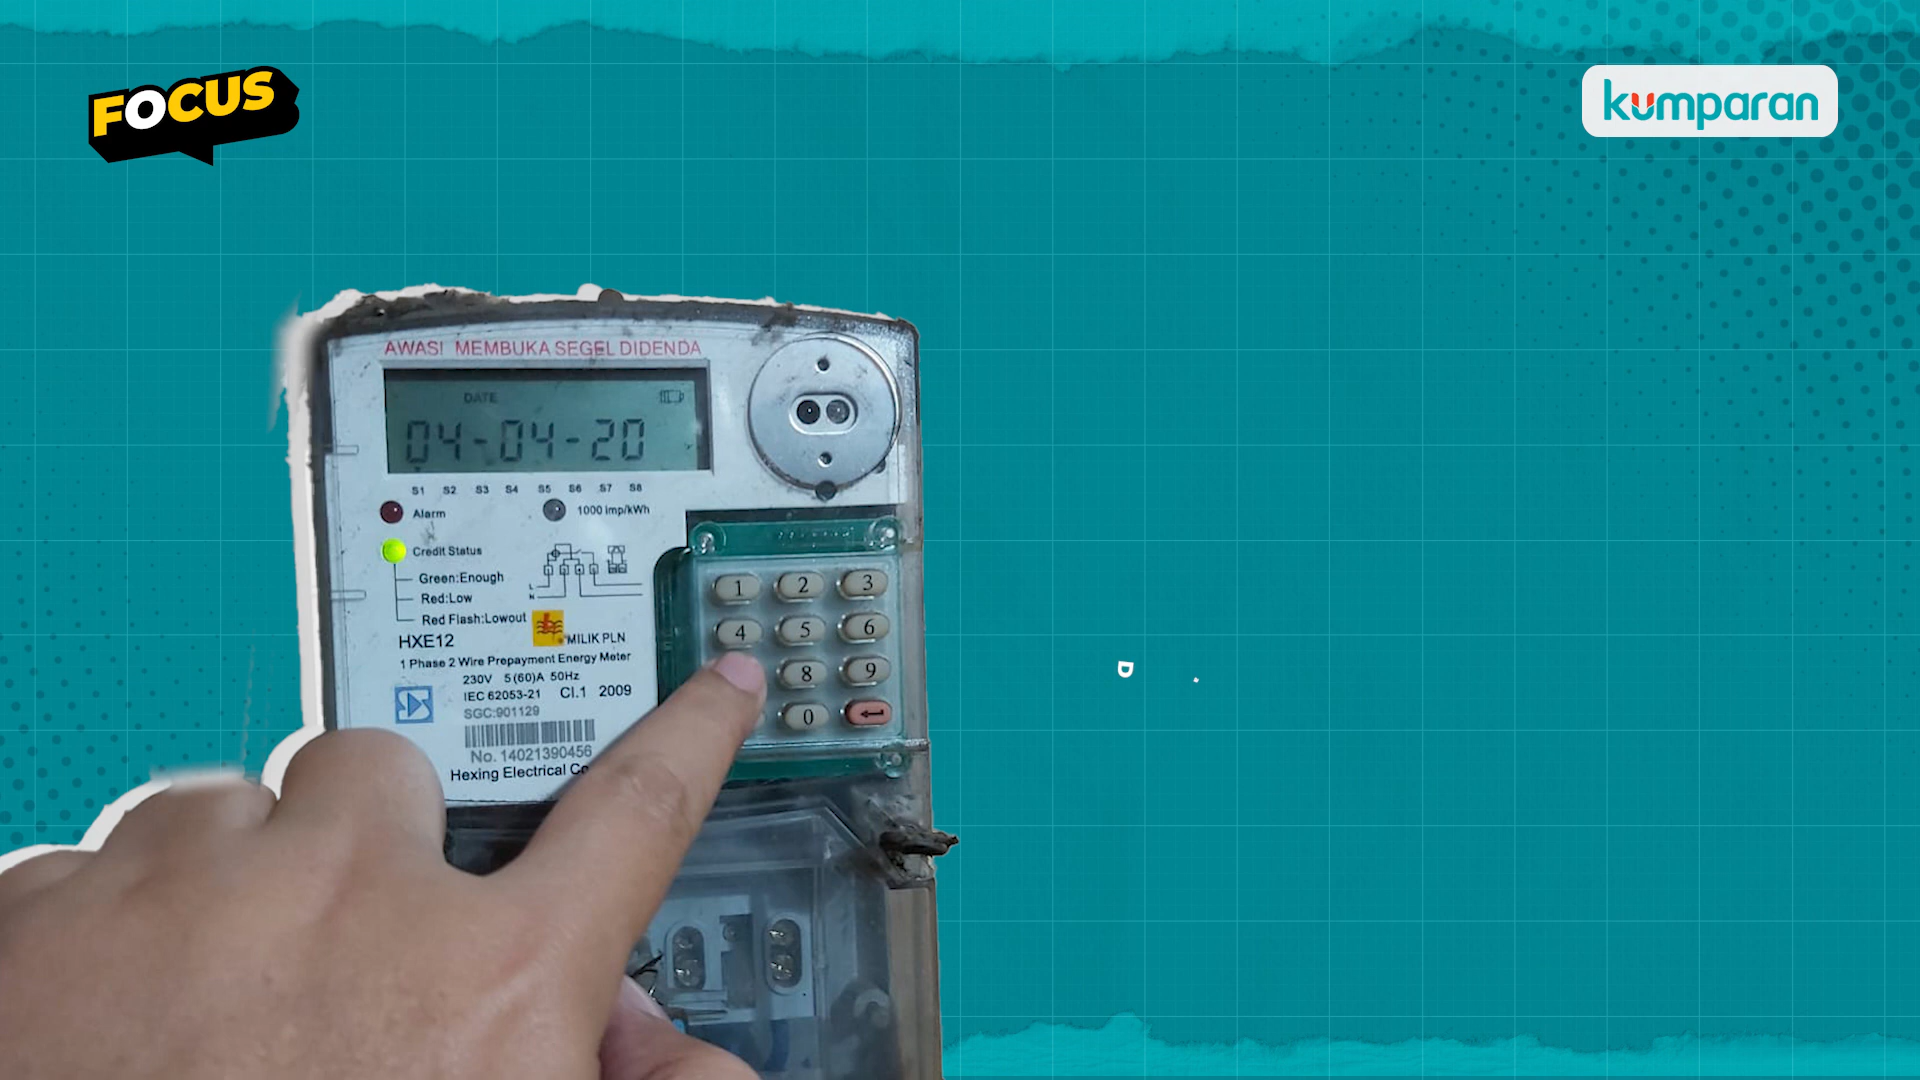 FOCUS
kumparan
AWAS! MEMBUKA SEGEL DIDENDA
DATE
04-04-20
S1 S2 S3 S4 S5 S6 S7 S8
Alarm
1000 imp/kWh
Credit Status
Green:Enough
Red:Low
Red Flash:Lowout
L
N
HXE12
MILIK PLN
1 Phase 2 Wire Prepayment Energy Meter
230V 5(60)A 50Hz
IEC 62053-21 Cl.1 2009
SGC:901129
No. 14021390456
Hexing Electrical Co
1 2 3
4 5 6
8 9
0
D